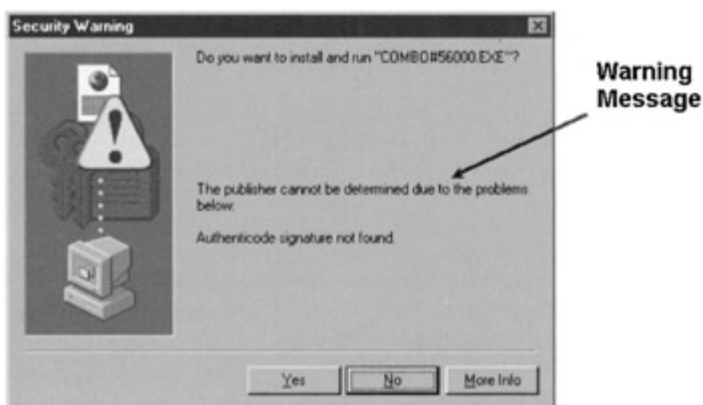 Security Warning
Do you want to install and run "COMBO#56000.EXE"?
Warning
Message
The publisher cannot be determined due to the problems
below:
Authenticode signature not found.
Yes
No
More Info